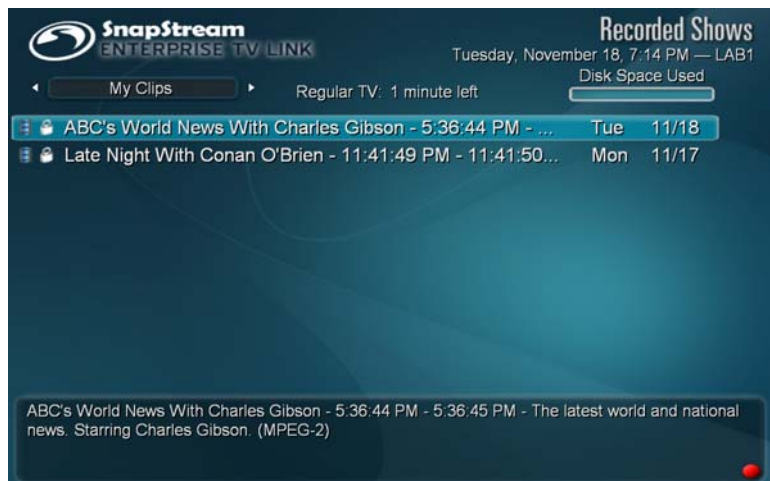 SnapStream
ENTERPRISE TV LINK
Recorded Shows
Tuesday, November 18, 7:14 PM — LAB1
My Clips
Regular TV: 1 minute left
Disk Space Used
ABC's World News With Charles Gibson - 5:36:44 PM - ... Tue 11/18
Late Night With Conan O'Brien - 11:41:49 PM - 11:41:50... Mon 11/17
ABC's World News With Charles Gibson - 5:36:44 PM - 5:36:45 PM - The latest world and national
news. Starring Charles Gibson. (MPEG-2)